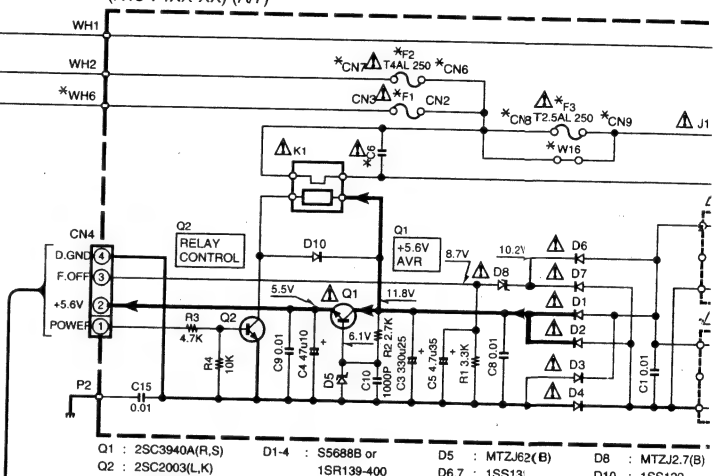 WH1
WH2
*WH6
*F2
*CN7 T4AL 250 *CN6
CN3 *F1 CN2
*F3
*CN8 T2.5AL 250 *CN9
*W16
J1
K1
*C6
CN4
D.GND 4
F.OFF 3
+5.6V 2
POWER 1
Q2
RELAY
CONTROL
D10
Q1
+5.6V
AVR
8.7V
10.2V
D6
D8
D7
D1
D2
D3
D4
5.5V
Q1
11.8V
6.1V
R3
4.7K
Q2
R4
10K
C9 0.01
C4 47u10
D5
C10
1000P
R2 2.7K
C3 330u25
C5 4.7u35
R1 3.3K
C8 0.01
C1 0.01
P2
C15
0.01
Q1 : 2SC3940A(R,S) D1-4 : S5688B or D5 : MTZJ62(B) D8 : MTZJ2.7(B)
Q2 : 2SC2003(L,K) 1SR139-400 D6,7 D10